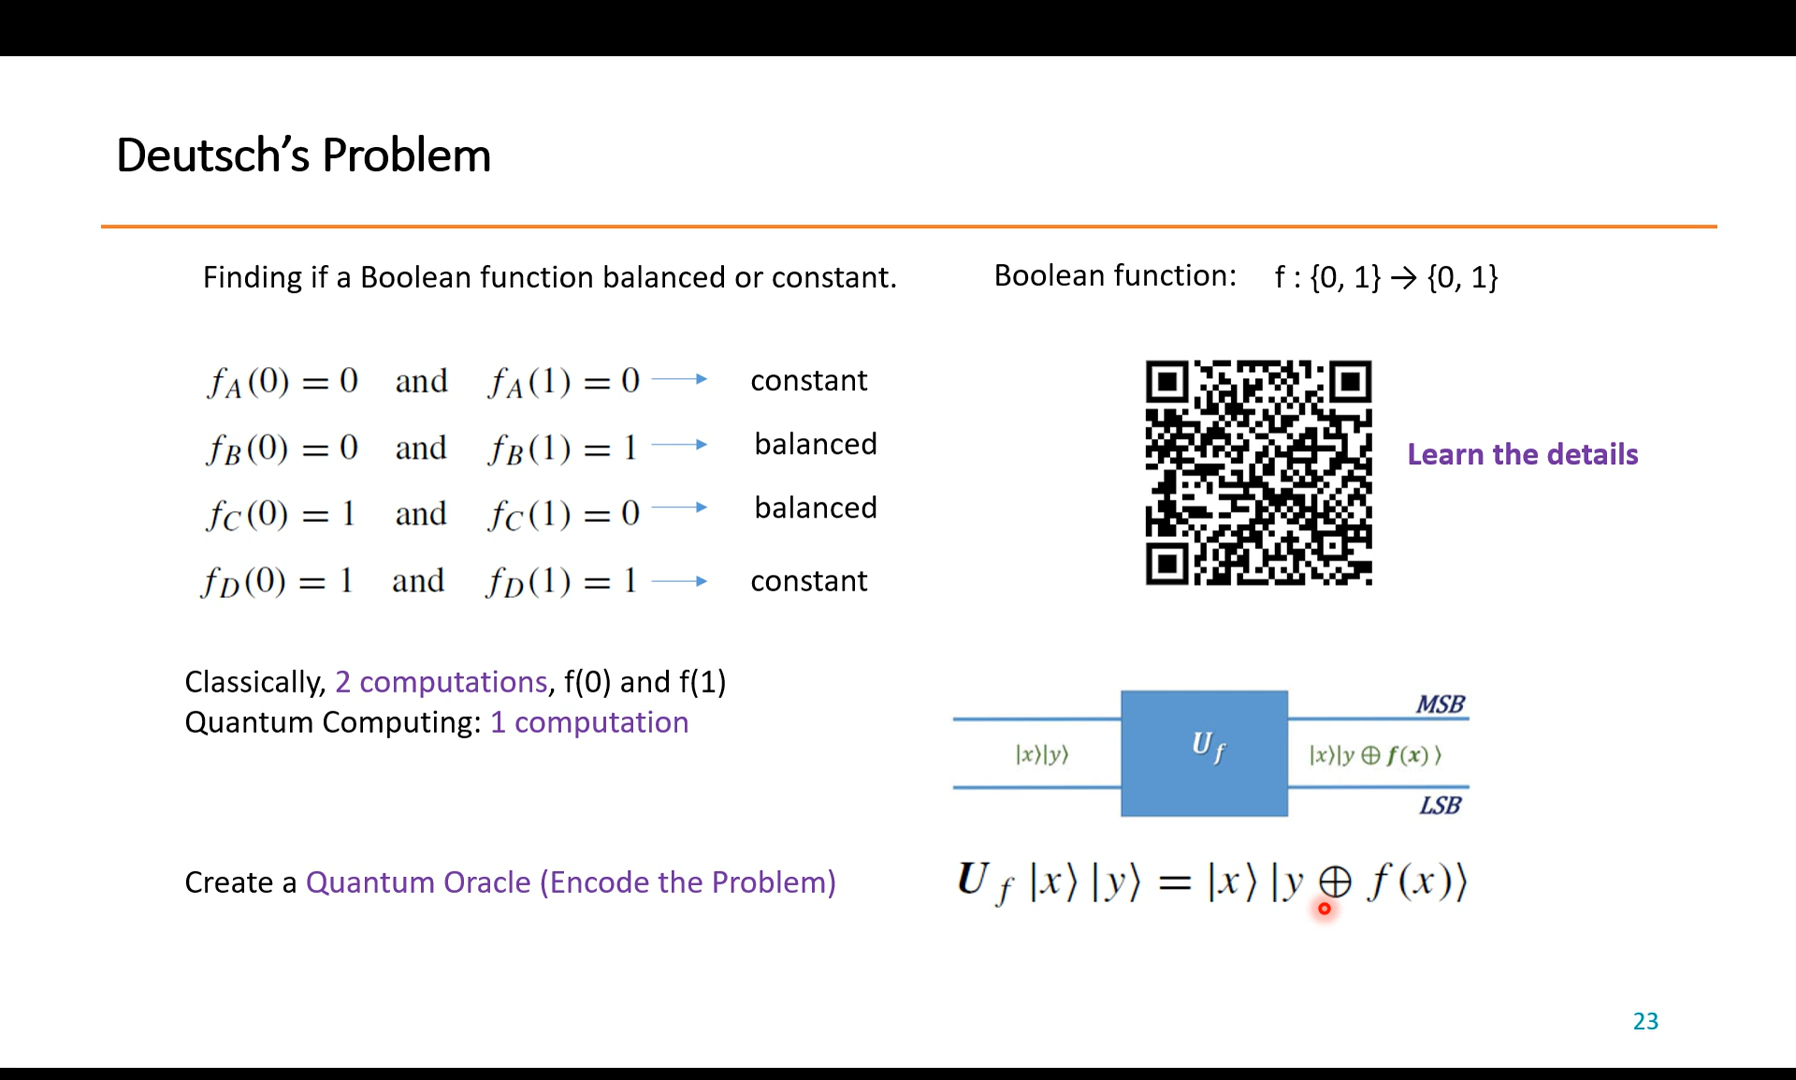 Deutsch’s Problem
Finding if a Boolean function balanced or constant.
Boolean function: f : {0, 1} → {0, 1}
f_A(0) = 0 and f_A(1) = 0 → constant
f_B(0) = 0 and f_B(1) = 1 → balanced
f_C(0) = 1 and f_C(1) = 0 → balanced
f_D(0) = 1 and f_D(1) = 1 → constant
Learn the details
Classically, 2 computations, f(0) and f(1)
Quantum Computing: 1 computation
MSB
|x⟩|y⟩
U_f
|x⟩|y ⊕ f(x)⟩
LSB
Create a Quantum Oracle (Encode the Problem)
U_f |x⟩ |y⟩ = |x⟩ |y ⊕ f(x)⟩
23